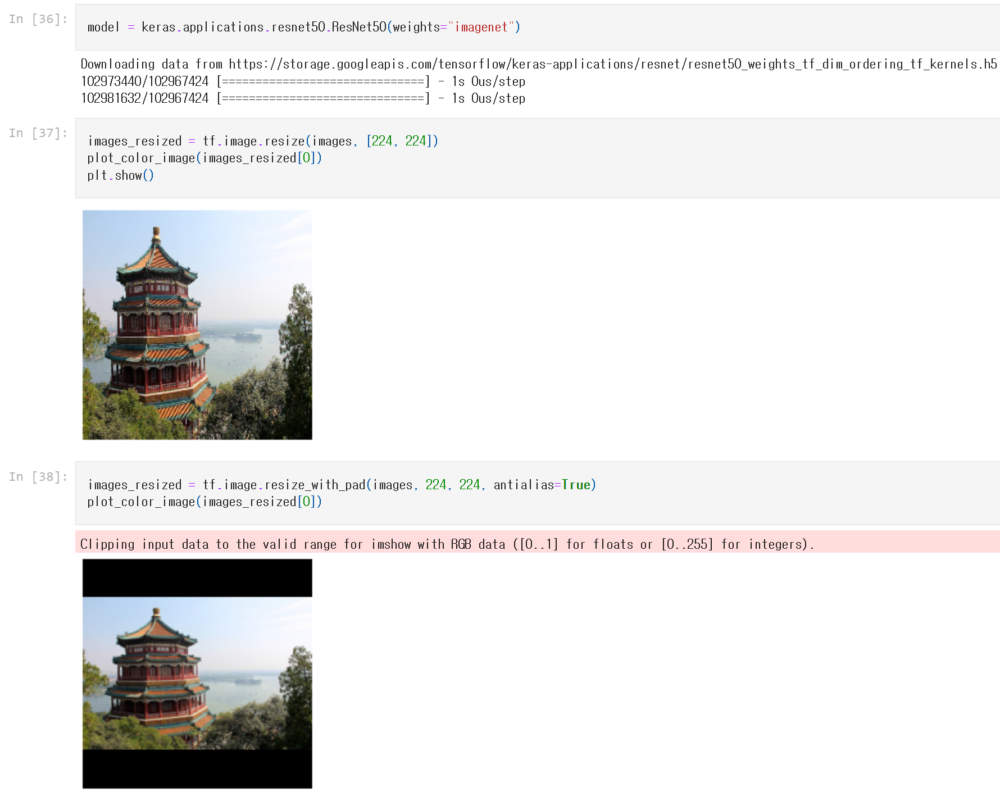 In [36]:
model = keras.applications.resnet50.ResNet50(weights="imagenet")
Downloading data from https://storage.googleapis.com/tensorflow/keras-applications/resnet/resnet50_weights_tf_dim_ordering_tf_kernels.h5
102973440/102967424 [==============================] - 1s 0us/step
102981632/102967424 [==============================] - 1s 0us/step
In [37]:
images_resized = tf.image.resize(images, [224, 224])
plot_color_image(images_resized[0])
plt.show()
In [38]:
images_resized = tf.image.resize_with_pad(images, 224, 224, antialias=True)
plot_color_image(images_resized[0])
Clipping input data to the valid range for imshow with RGB data ([0..1] for floats or [0..255] for integers).